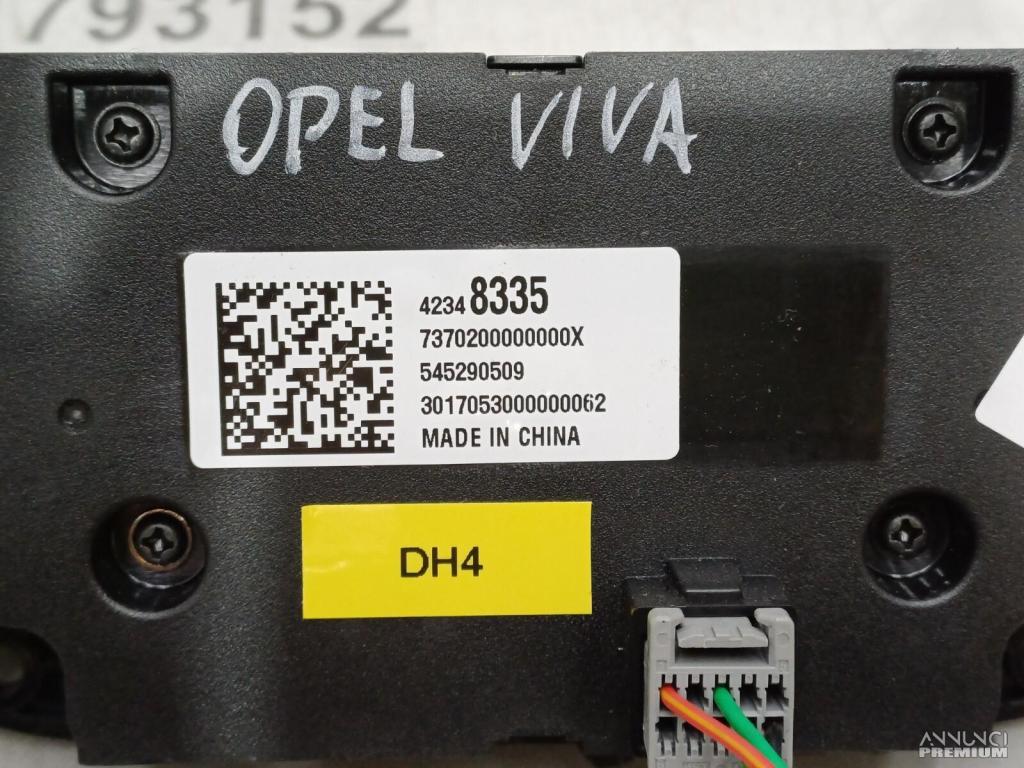 793152
OPEL VIVA
4234 8335
7370200000000X
545290509
3017053000000062
MADE IN CHINA
DH4
ANNUNCI
PREMIUM